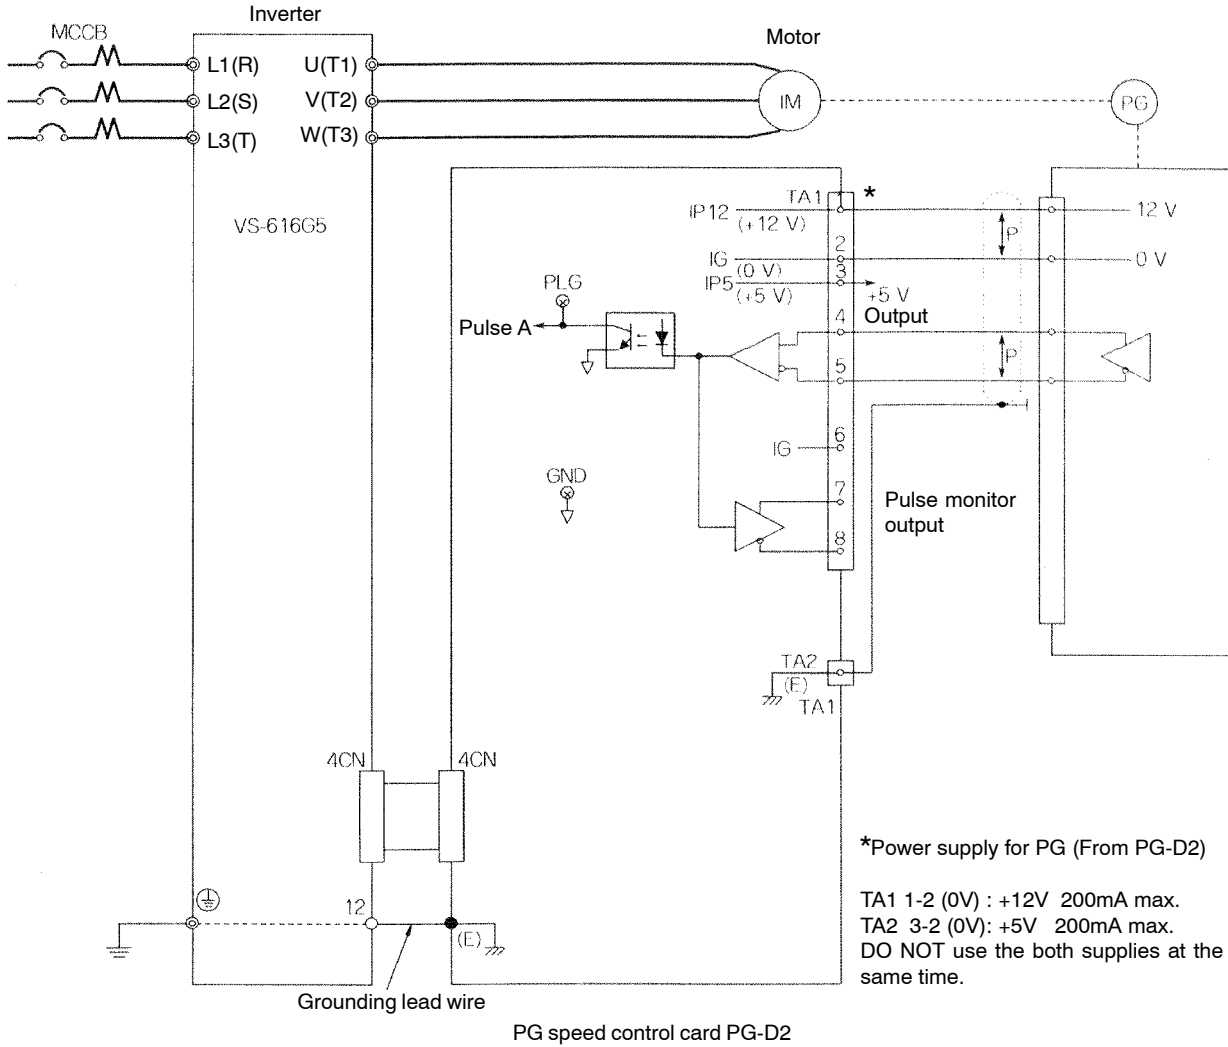 Inverter
MCCB
Motor
L1(R) U(T1)
L2(S) V(T2)
L3(T) W(T3)
IM
PG
VS-616G5
TA1 *
IP12
(+12 V)
P
12 V
2
IG
(0 V)
3
0 V
IP5
(+5 V)
+5 V
PLG
4 Output
Pulse A
P
5
6
IG
GND
7
Pulse monitor
output
8
TA2
(E)
TA1
4CN 4CN
*Power supply for PG (From PG-D2)
TA1 1-2 (0V) : +12V 200mA max.
TA2 3-2 (0V): +5V 200mA max.
DO NOT use the both supplies at the
same time.
12
(E)
Grounding lead wire
PG speed control card PG-D2